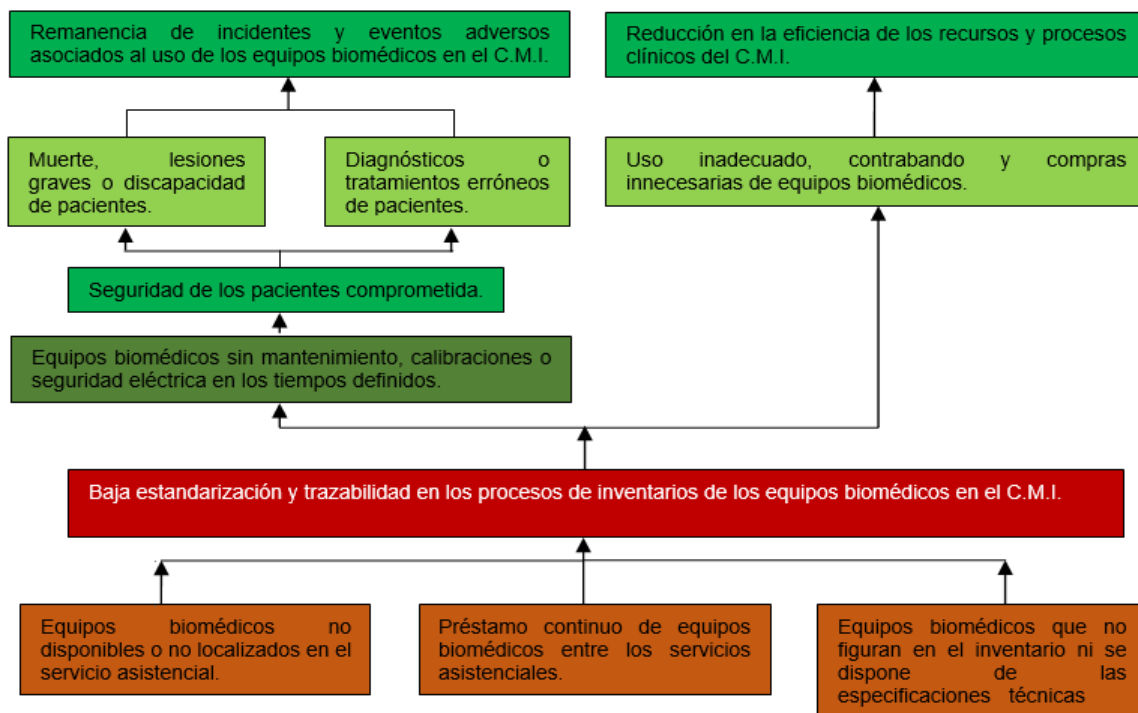 Remanencia de incidentes y eventos adversos
asociados al uso de los equipos biomédicos en el C.M.I.
Reducción en la eficiencia de los recursos y procesos
clínicos del C.M.I.
Muerte, lesiones
graves o discapacidad
de pacientes.
Diagnósticos o
tratamientos erróneos
de pacientes.
Uso inadecuado, contrabando y compras
innecesarias de equipos biomédicos.
Seguridad de los pacientes comprometida.
Equipos biomédicos sin mantenimiento, calibraciones o
seguridad eléctrica en los tiempos definidos.
Baja estandarización y trazabilidad en los procesos de inventarios de los equipos biomédicos en el C.M.I.
Equipos biomédicos no
disponibles o no localizados en el
servicio asistencial.
Préstamo continuo de equipos
biomédicos entre los servicios
asistenciales.
Equipos biomédicos que no
figuran en el inventario ni se
dispone de las
especificaciones técnicas